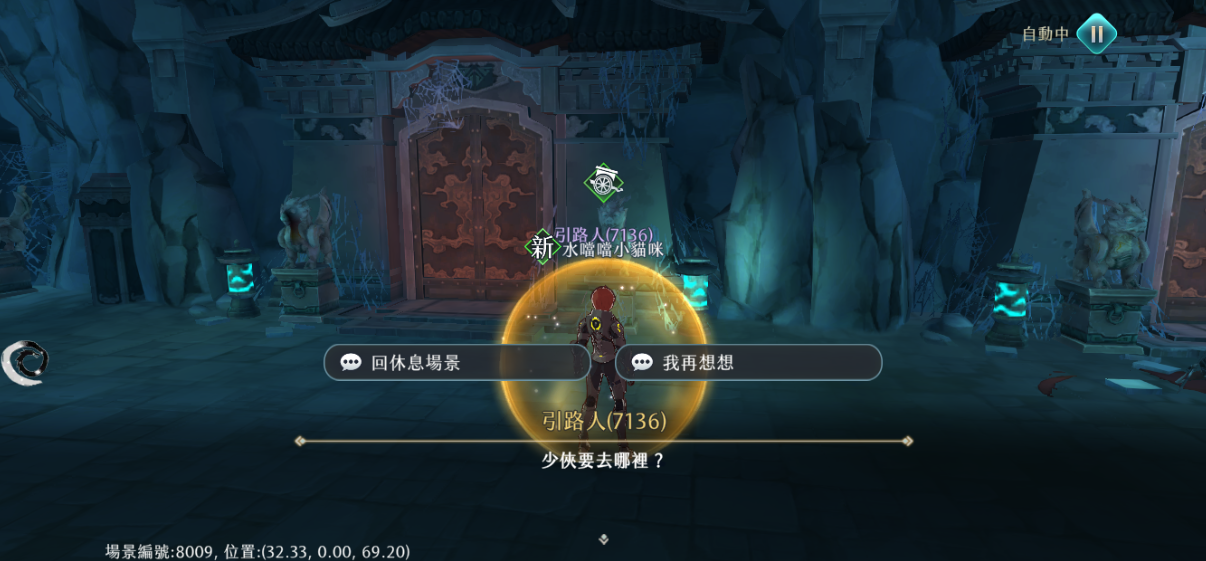 自動中
引路人(7136)
新 水噹噹小貓咪
回休息場景
我再想想
引路人(7136)
少俠要去哪裡？
場景編號:8009, 位置:(32.33, 0.00, 69.20)